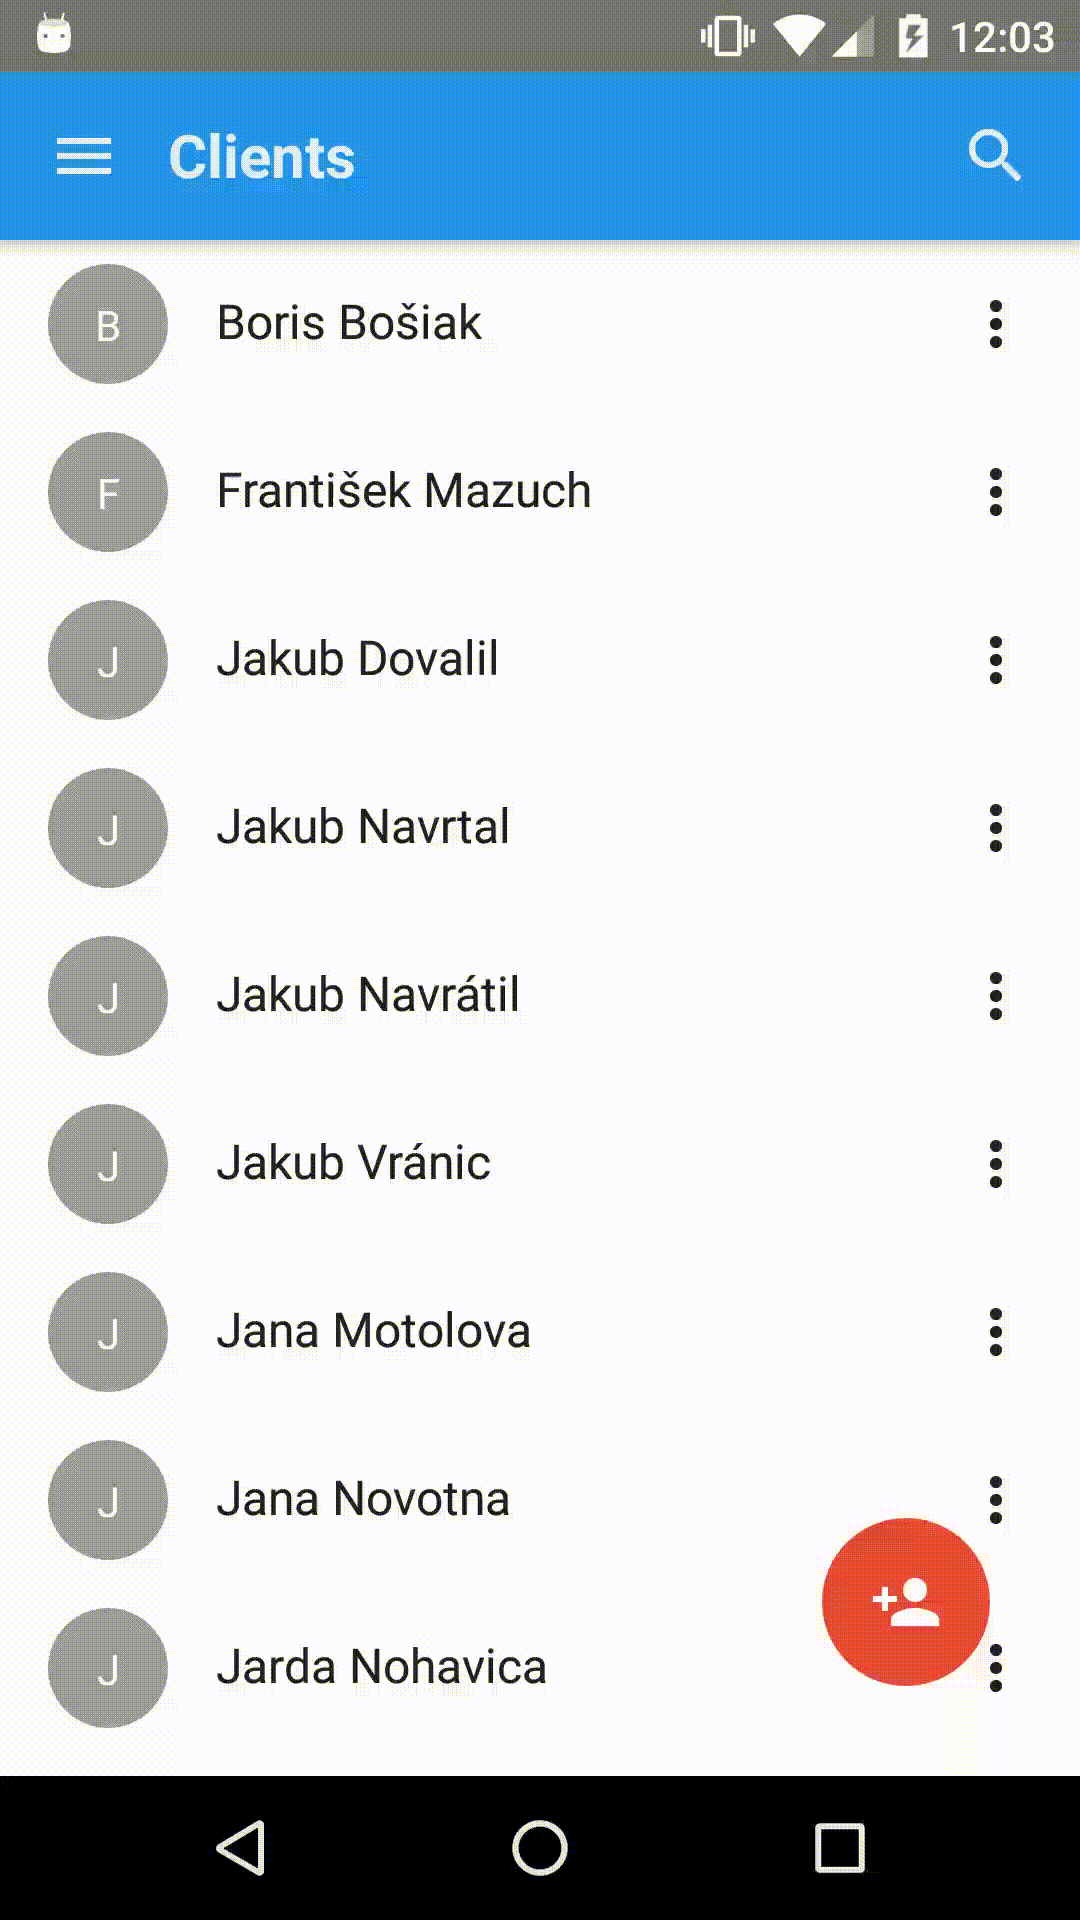 12:03
Clients
B Boris Bošiak
F František Mazuch
J Jakub Dovalil
J Jakub Navrtal
J Jakub Navrátil
J Jakub Vránic
J Jana Motolova
J Jana Novotna
J Jarda Nohavica